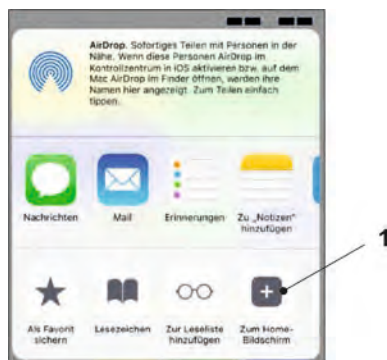 AirDrop. Sofortiges Teilen mit Personen in der
Nähe. Wenn diese Personen AirDrop im
Kontrollzentrum in iOS aktivieren bzw. auf dem
Mac AirDrop im Finder öffnen, werden ihre
Namen hier angezeigt. Zum Teilen einfach
tippen.
Nachrichten
Mail
Erinnerungen
Zu „Notizen“
hinzufügen
1
Als Favorit
sichern
Lesezeichen
Zur Leseliste
hinzufügen
Zum Home-
Bildschirm